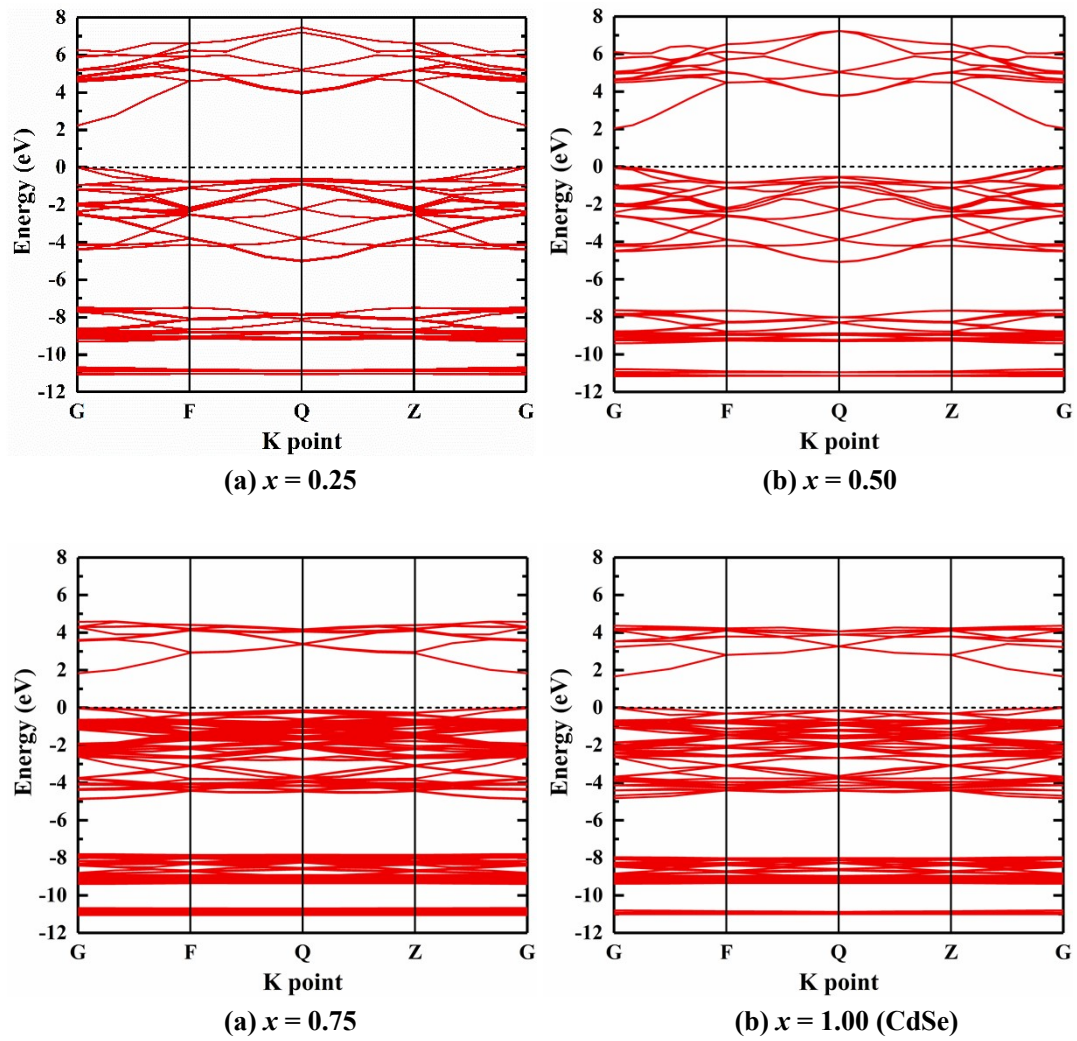 8
6
4
2
0
-2
-4
-6
-8
-10
-12
Energy (eV)
G F Q Z G
K point
(a) x = 0.25
8
6
4
2
0
-2
-4
-6
-8
-10
-12
Energy (eV)
G F Q Z G
K point
(b) x = 0.50
8
6
4
2
0
-2
-4
-6
-8
-10
-12
Energy (eV)
G F Q Z G
K point
(a) x = 0.75
8
6
4
2
0
-2
-4
-6
-8
-10
-12
Energy (eV)
G F Q Z G
K point
(b) x = 1.00 (CdSe)